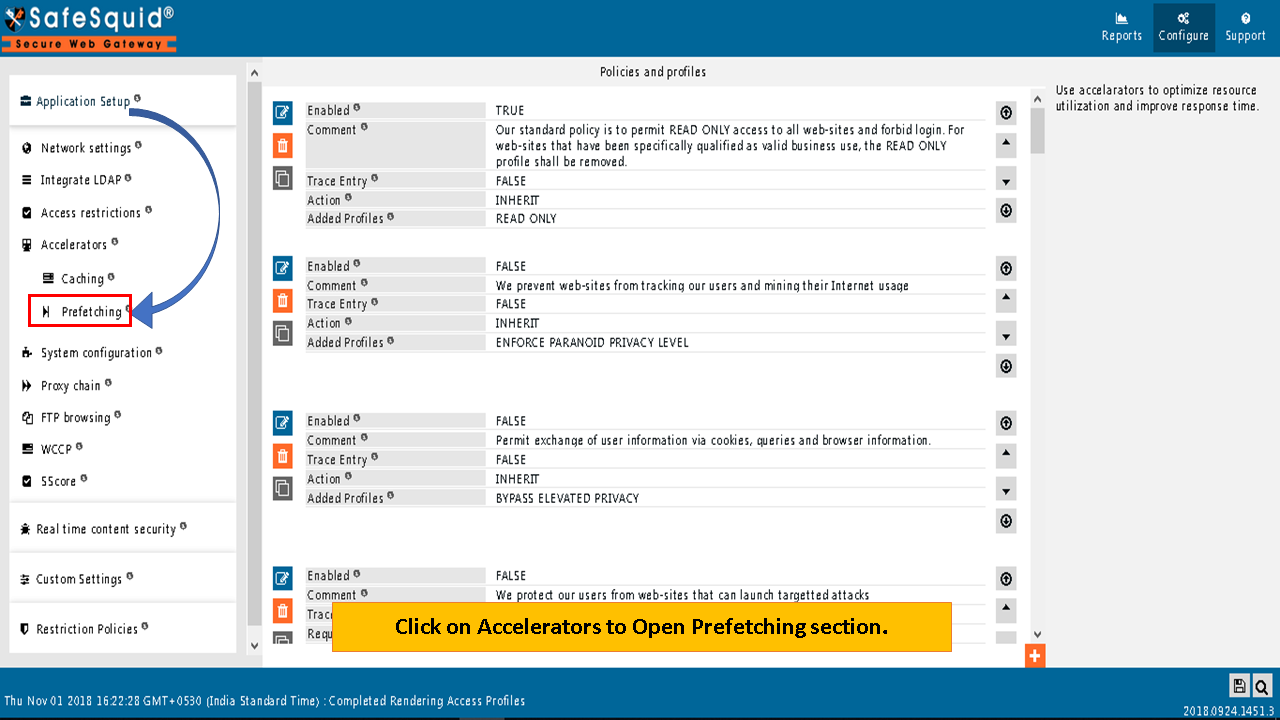 SafeSquid®
Secure Web Gateway
Reports
Configure
Support
Application Setup
Network settings
Integrate LDAP
Access restrictions
Accelerators
Caching
Prefetching
System configuration
Proxy chain
FTP browsing
WCCP
SScore
Real time content security
Custom Settings
Restriction Policies
Policies and profiles
Enabled TRUE
Comment Our standard policy is to permit READ ONLY access to all web-sites and forbid login. For
web-sites that have been specifically qualified as valid business use, the READ ONLY
profile shall be removed.
Trace Entry FALSE
Action INHERIT
Added Profiles READ ONLY
Enabled FALSE
Comment We prevent web-sites from tracking our users and mining their Internet usage
Trace Entry FALSE
Action INHERIT
Added Profiles ENFORCE PARANOID PRIVACY LEVEL
Enabled FALSE
Comment Permit exchange of user information via cookies, queries and browser information.
Trace Entry FALSE
Action INHERIT
Added Profiles BYPASS ELEVATED PRIVACY
Enabled FALSE
Comment We protect our users from web-sites that can launch targetted attacks
Trac
Requ
Click on Accelerators to Open Prefetching section.
Use accelarators to optimize resource
utilization and improve response time.
Thu Nov 01 2018 16:22:28 GMT+0530 (India Standard Time) : Completed Rendering Access Profiles
2018.0924.1451.3